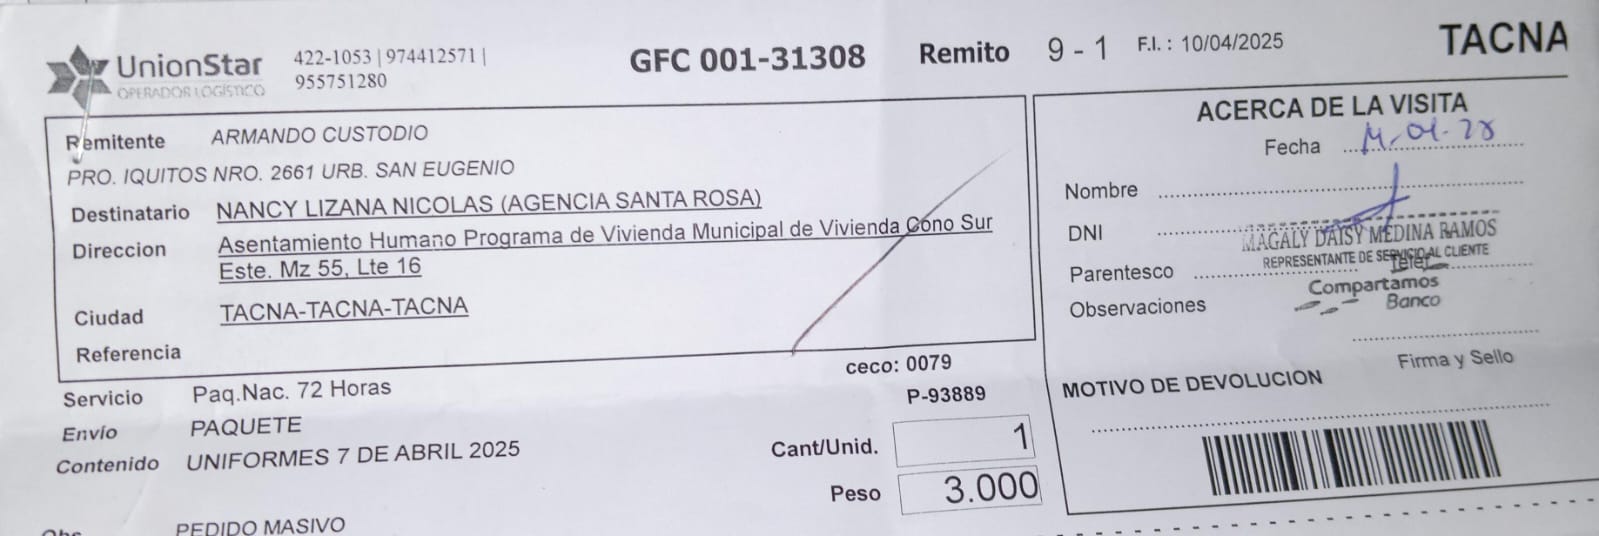 UnionStar
OPERADOR LOGÍSTICO
422-1053 | 974412571 |
955751280
GFC 001-31308
Remito 9 - 1
F.I. : 10/04/2025
TACNA
Remitente ARMANDO CUSTODIO
PRO. IQUITOS NRO. 2661 URB. SAN EUGENIO
Destinatario NANCY LIZANA NICOLAS (AGENCIA SANTA ROSA)
Direccion Asentamiento Humano Programa de Vivienda Municipal de Vivienda Cono Sur
Este. Mz 55, Lte 16
Ciudad TACNA-TACNA-TACNA
Referencia
Servicio Paq.Nac. 72 Horas
Envío PAQUETE
Contenido UNIFORMES 7 DE ABRIL 2025
Obs PEDIDO MASIVO
ceco: 0079
P-93889
Cant/Unid. 1
Peso 3.000
ACERCA DE LA VISITA
Fecha
Nombre
DNI
MAGALY DAISY MEDINA RAMOS
REPRESENTANTE DE SERVICIO AL CLIENTE
Parentesco Telef
Compartamos
Banco
Observaciones
Firma y Sello
MOTIVO DE DEVOLUCION